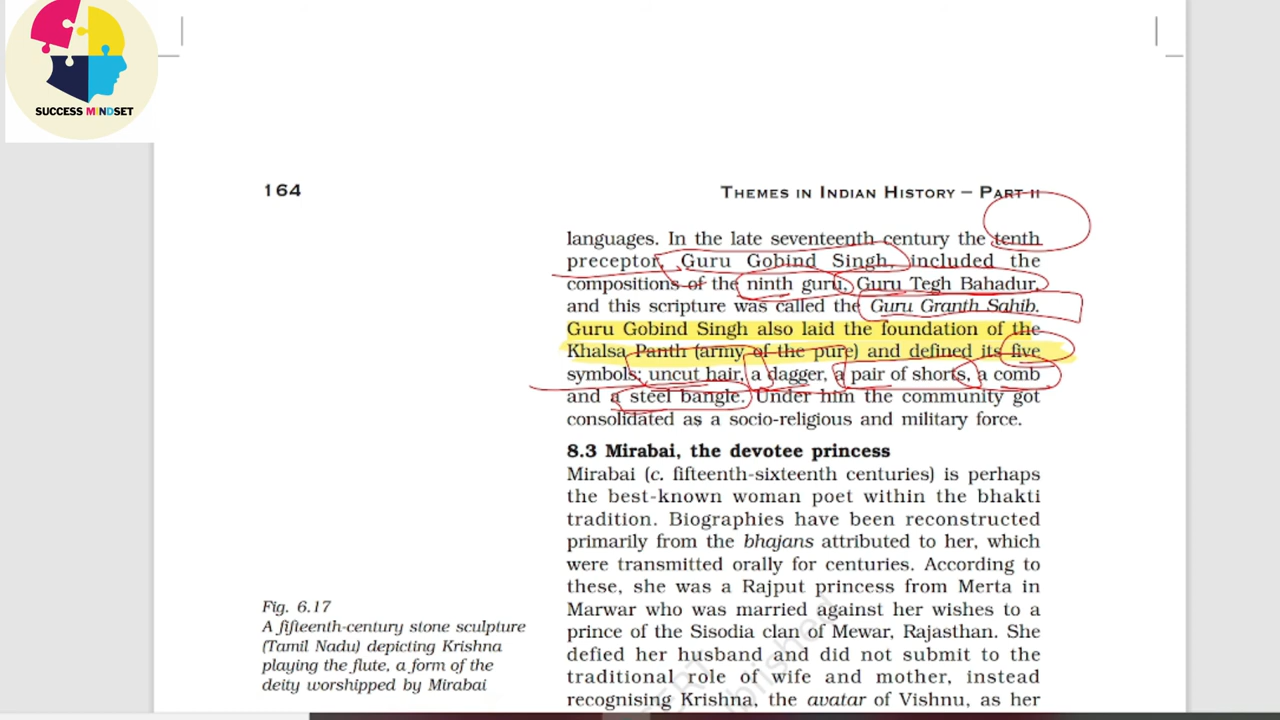 SUCCESS MINDSET
164
THEMES IN INDIAN HISTORY – PART II
languages. In the late seventeenth century the tenth
preceptor, Guru Gobind Singh, included the
compositions of the ninth guru, Guru Tegh Bahadur,
and this scripture was called the Guru Granth Sahib.
Guru Gobind Singh also laid the foundation of the
Khalsa Panth (army of the pure) and defined its five
symbols: uncut hair, a dagger, a pair of shorts, a comb
and a steel bangle. Under him the community got
consolidated as a socio-religious and military force.
8.3 Mirabai, the devotee princess
Mirabai (c. fifteenth-sixteenth centuries) is perhaps
the best-known woman poet within the bhakti
tradition. Biographies have been reconstructed
primarily from the bhajans attributed to her, which
were transmitted orally for centuries. According to
these, she was a Rajput princess from Merta in
Marwar who was married against her wishes to a
prince of the Sisodia clan of Mewar, Rajasthan. She
defied her husband and did not submit to the
traditional role of wife and mother, instead
recognising Krishna, the avatar of Vishnu, as her
Fig. 6.17
A fifteenth-century stone sculpture
(Tamil Nadu) depicting Krishna
playing the flute, a form of the
deity worshipped by Mirabai